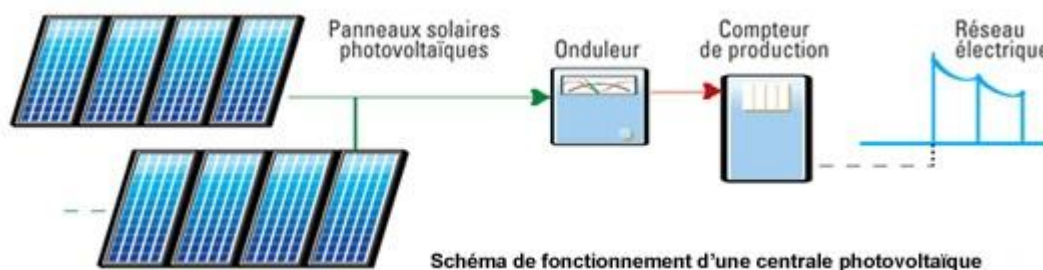 Panneaux solaires
photovoltaïques
Onduleur
Compteur
de production
Réseau
électrique
Schéma de fonctionnement d'une centrale photovoltaïque